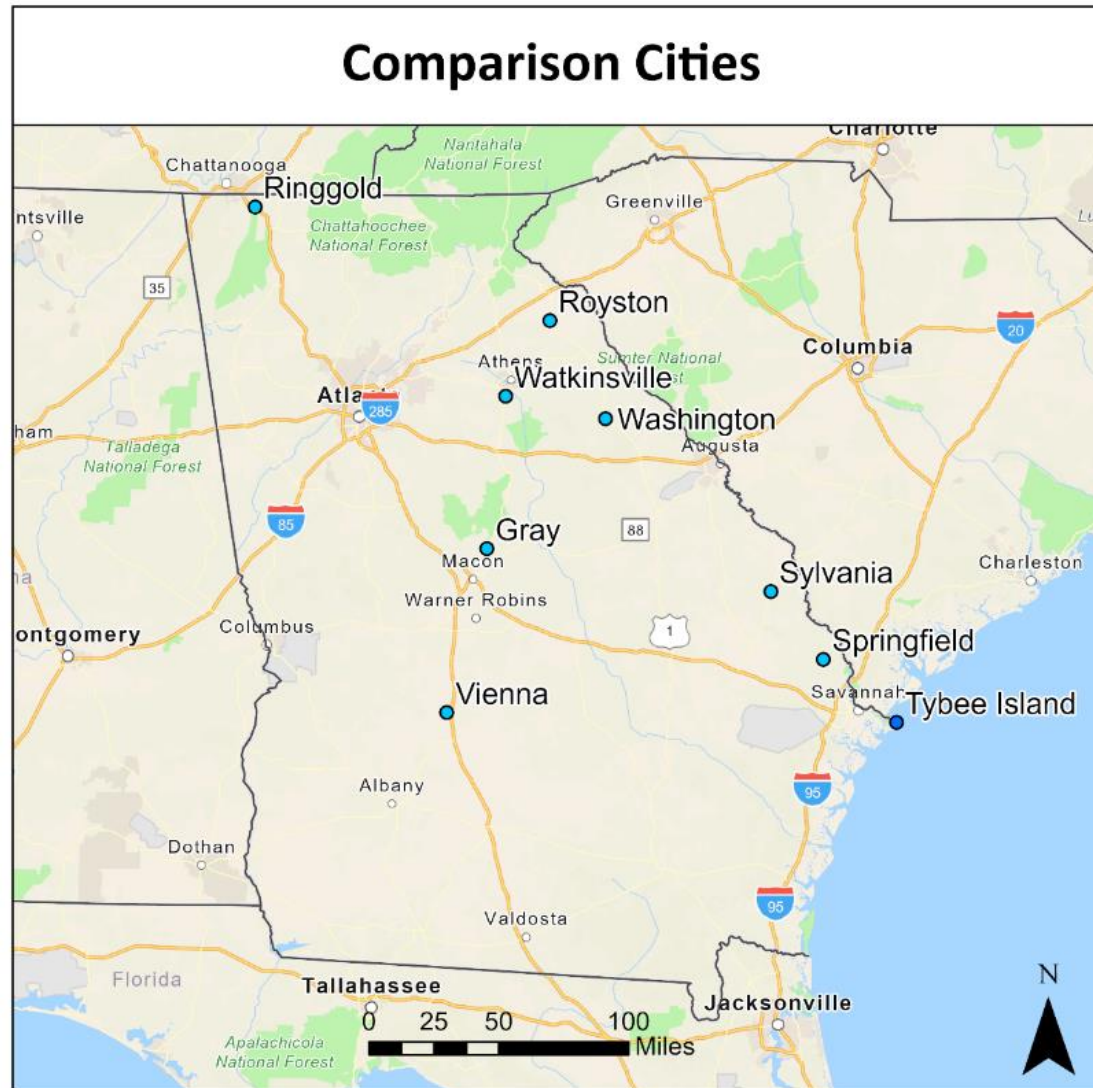 Comparison Cities
Charlotte
Nantahala
National Forest
Chattanooga
Ringgold
Greenville
ntsville
Chattahoochee
National Forest
35
Royston
20
Columbia
Athens
Sumter National
Watkinsville
285
Washington
Augusta
ham
Talladega
National Forest
85
88
Gray
Macon
Sylvania
Charleston
Warner Robins
1
Columbus
ontgomery
Springfield
Savannah
Vienna
Tybee Island
Albany
95
Dothan
95
Valdosta
Florida
Tallahassee
Jacksonville
N
0 25 50 100
Miles
Apalachicola
National Forest